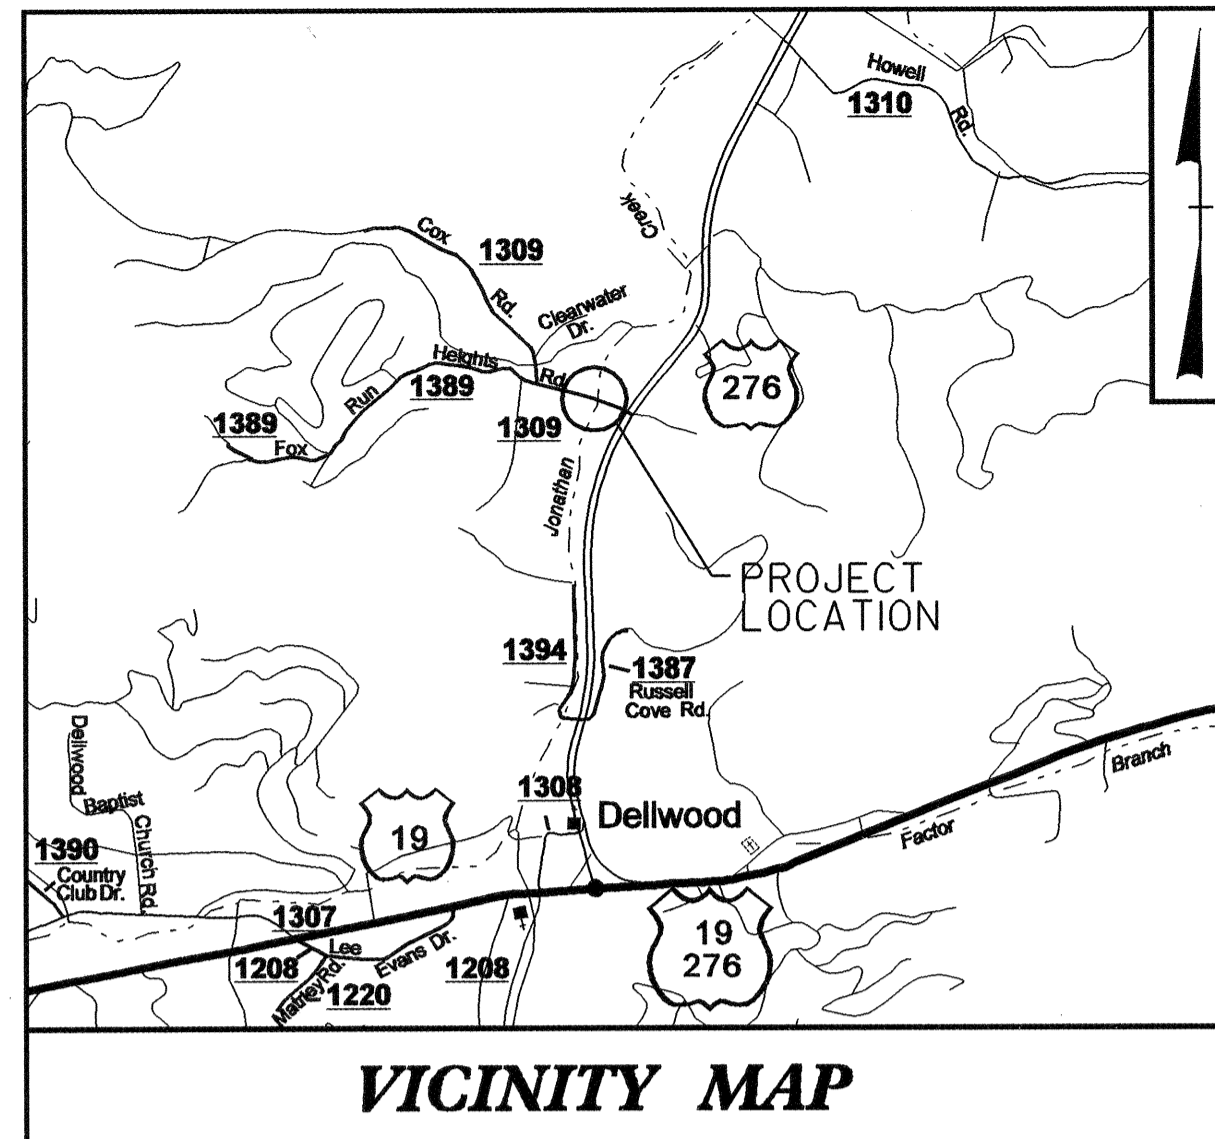 Howell
1310
Rd.
Creek
Cox
1309
Rd.
Clearwater
Dr.
Heights
Rd.
1389
Run
276
1389
Fox
1309
Jonathan
PROJECT
LOCATION
1394
1387
Russell
Cove Rd.
Dellwood
Baptist
Church Rd.
1308
Dellwood
19
Branch
Factor
1390
Country
Club Dr.
1307
Lee
Evans Dr.
1208
1208
Rd.
1220
19
276
VICINITY MAP